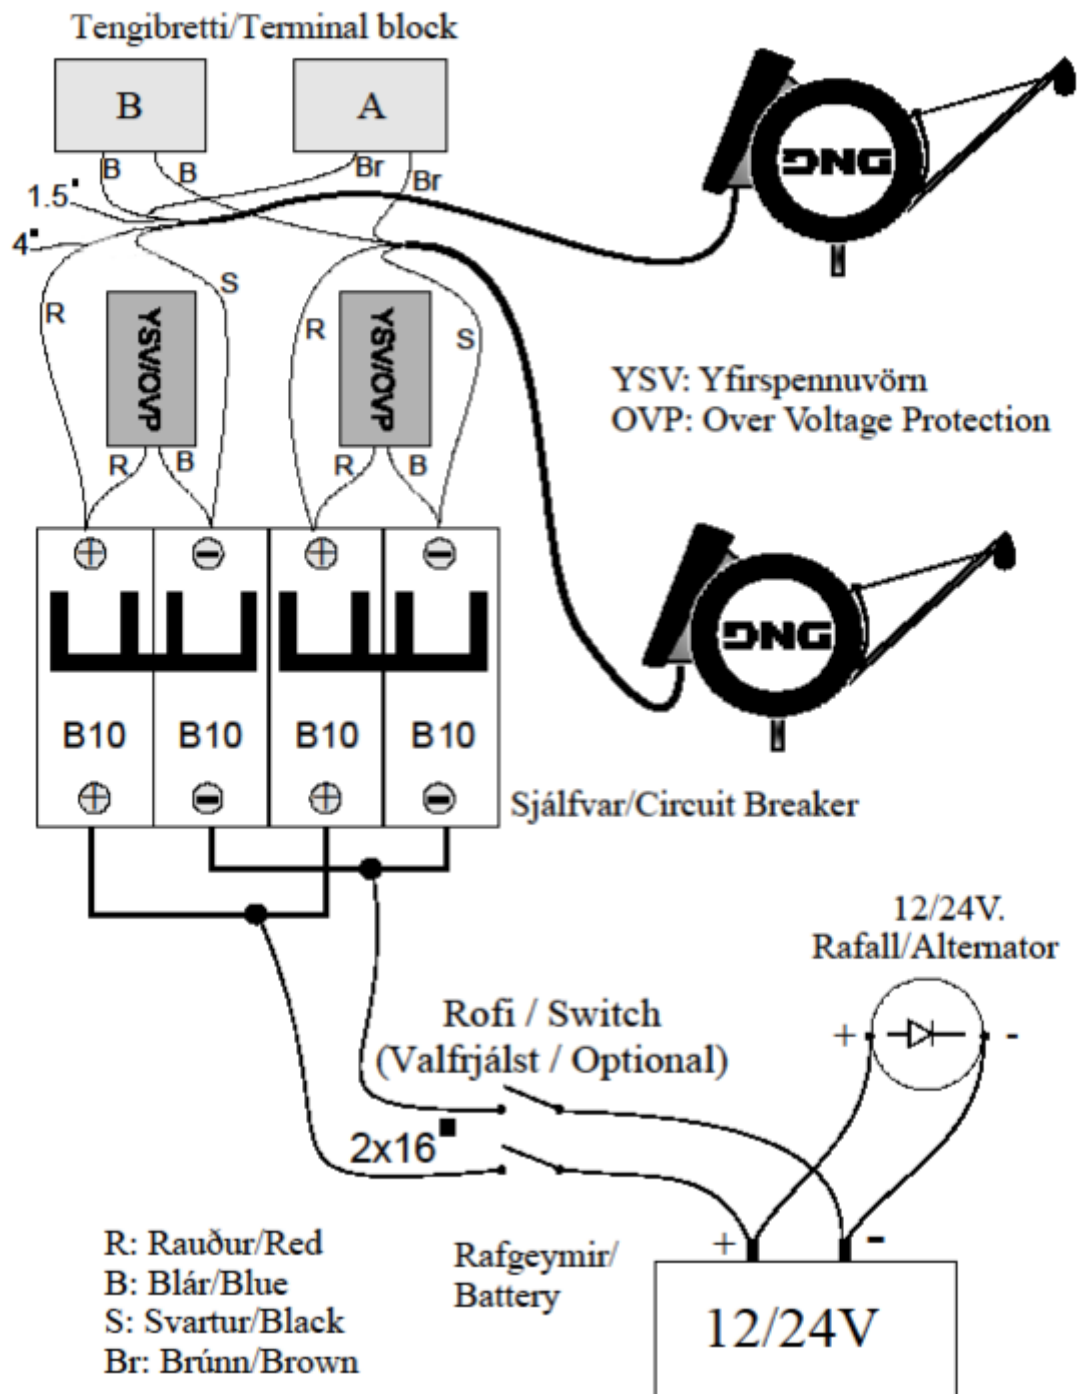 Tengibretti/Terminal block
B
A
B
B
Br
Br
1.5▪
4▪
R
S
R
S
YSV/OVP
YSV/OVP
R
B
R
B
DNG
YSV: Yfirspennuvörn
OVP: Over Voltage Protection
DNG
+
-
+
-
B10
B10
B10
B10
+
-
+
-
Sjálfvar/Circuit Breaker
12/24V.
Rafall/Alternator
+
-
Rofi / Switch
(Valfrjálst / Optional)
2x16▪
R: Rauður/Red
B: Blár/Blue
S: Svartur/Black
Br: Brúnn/Brown
Rafgeymir/
Battery
+
-
12/24V